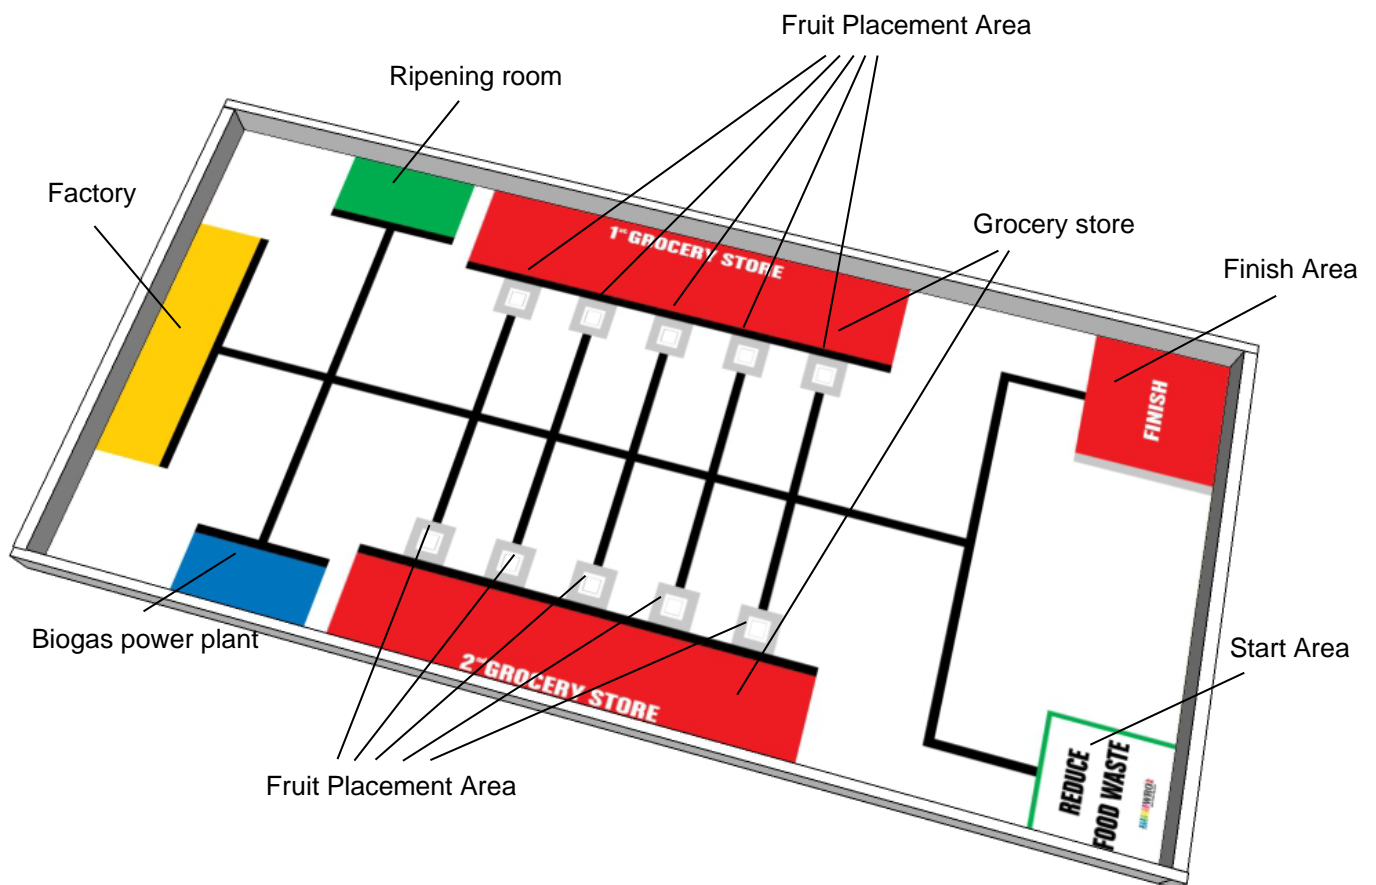 Fruit Placement Area
Ripening room
Factory
Grocery store
Finish Area
1st GROCERY STORE
FINISH
Biogas power plant
2nd GROCERY STORE
Start Area
REDUCE
FOOD WASTE
WRO
Fruit Placement Area